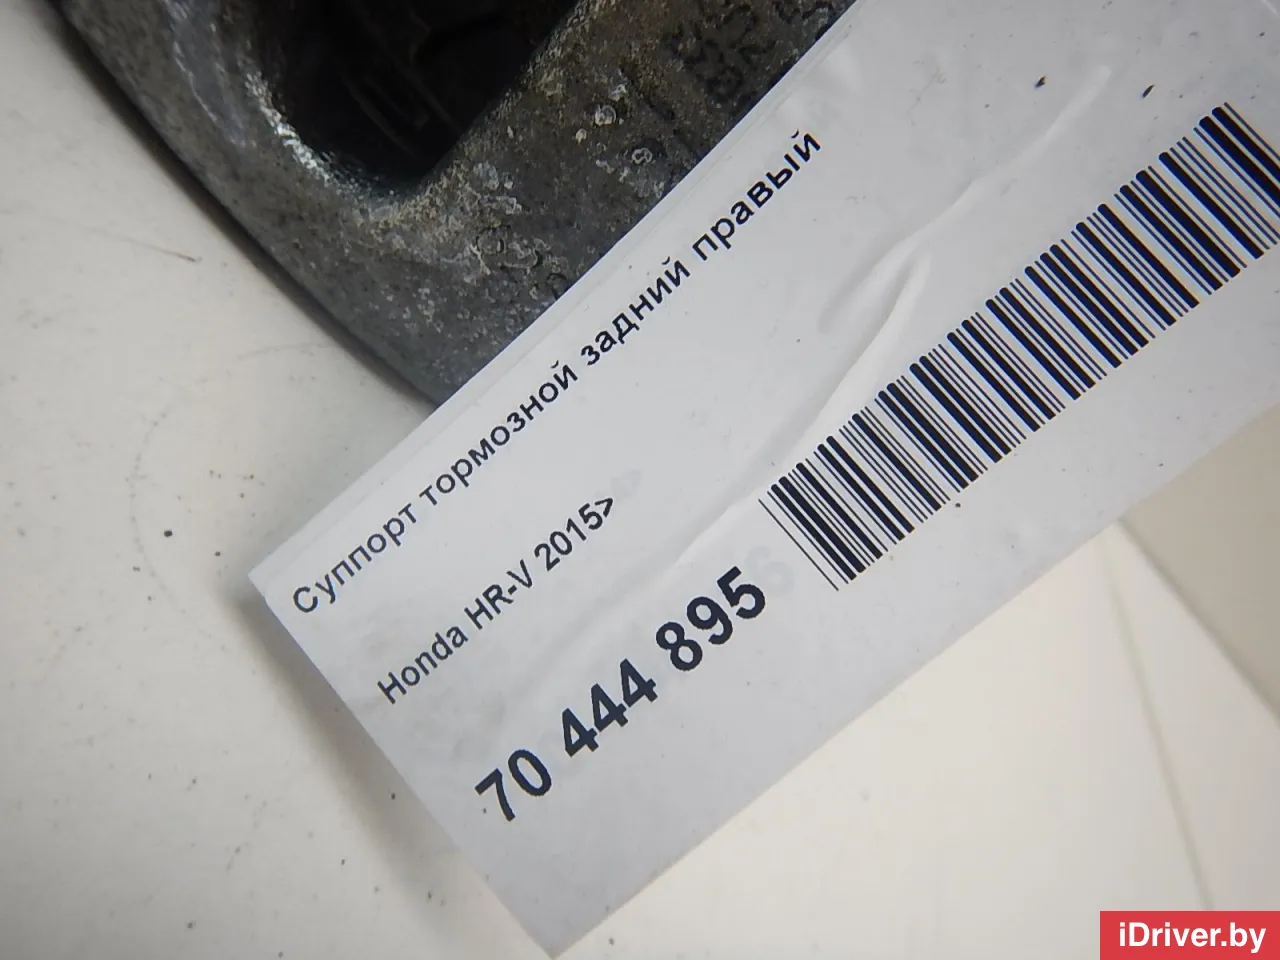 Суппорт тормозной задний правый
Honda HR-V 2015>
70 444 895
iDriver.by